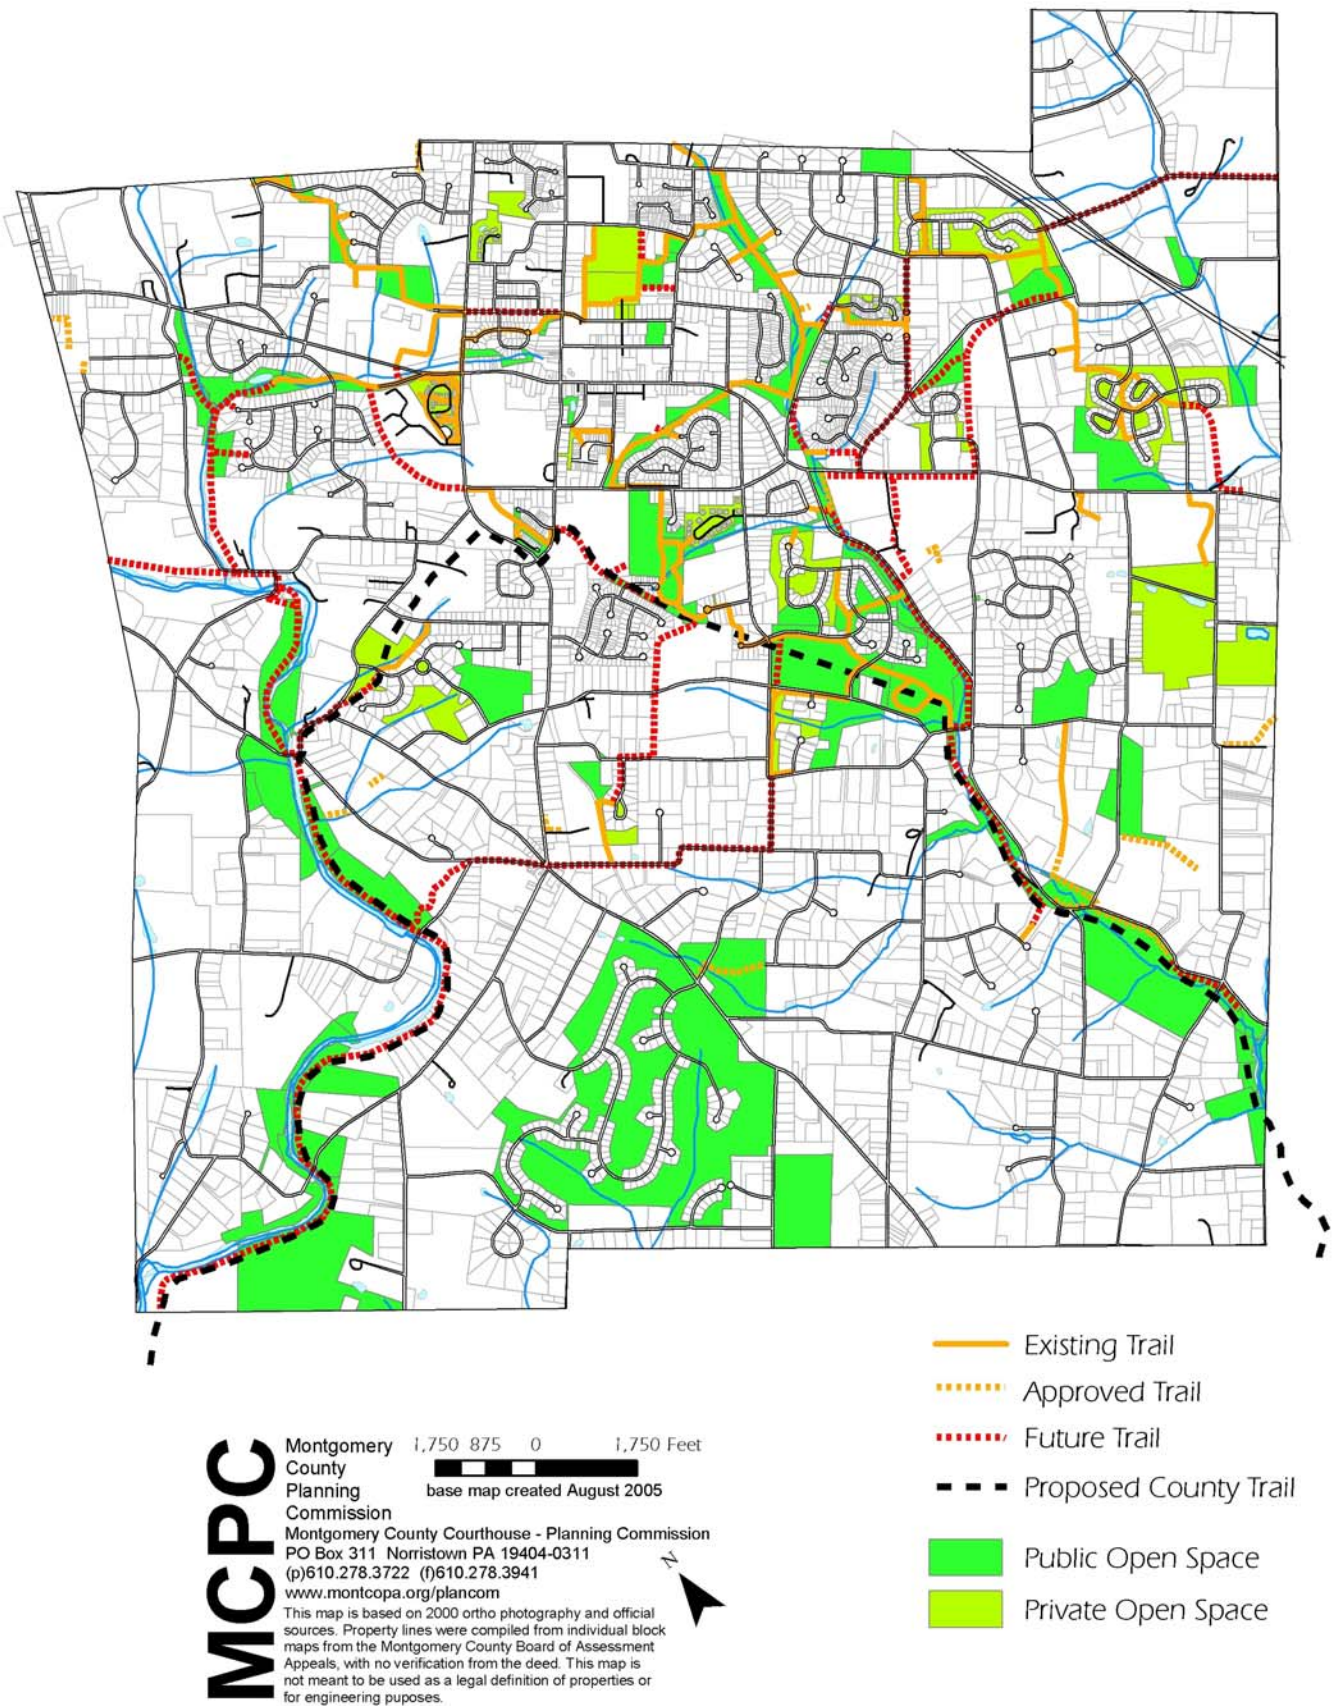 Existing Trail
Approved Trail
Future Trail
Proposed County Trail
Public Open Space
Private Open Space
MCPC
Montgomery
County
Planning
Commission
1,750 875 0 1,750 Feet
base map created August 2005
Montgomery County Courthouse - Planning Commission
PO Box 311 Norristown PA 19404-0311
(p)610.278.3722 (f)610.278.3941
www.montcopa.org/plancom
This map is based on 2000 ortho photography and official
sources. Property lines were compiled from individual block
maps from the Montgomery County Board of Assessment
Appeals, with no verification from the deed. This map is
not meant to be used as a legal definition of properties or
for engineering puposes.
N